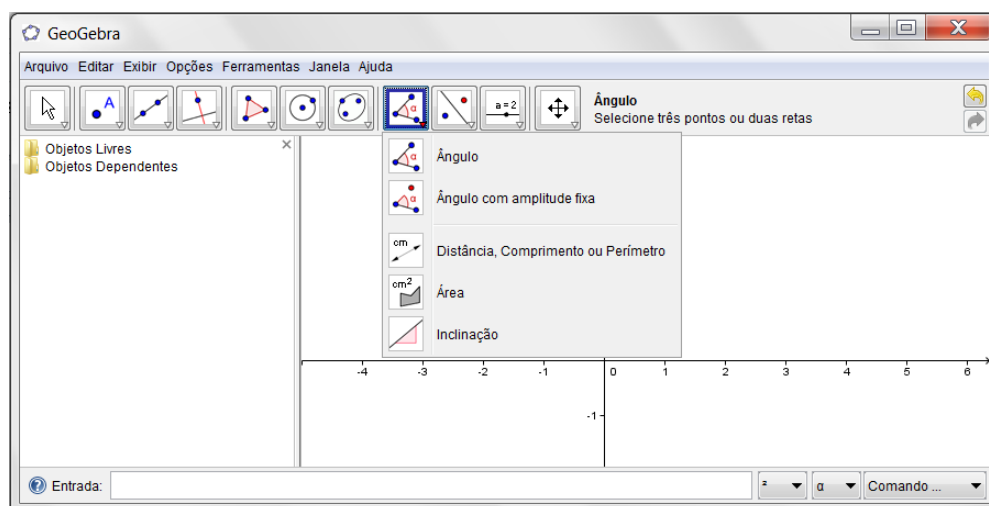 GeoGebra
Arquivo Editar Exibir Opções Ferramentas Janela Ajuda
A
α
a = 2
Ângulo
Selecione três pontos ou duas retas
Objetos Livres
Objetos Dependentes
α
Ângulo
α
Ângulo com amplitude fixa
cm
Distância, Comprimento ou Perímetro
cm²
Área
Inclinação
-4 -3 -2 -1 0 1 2 3 4 5 6
-1
Entrada:
² α Comando ...